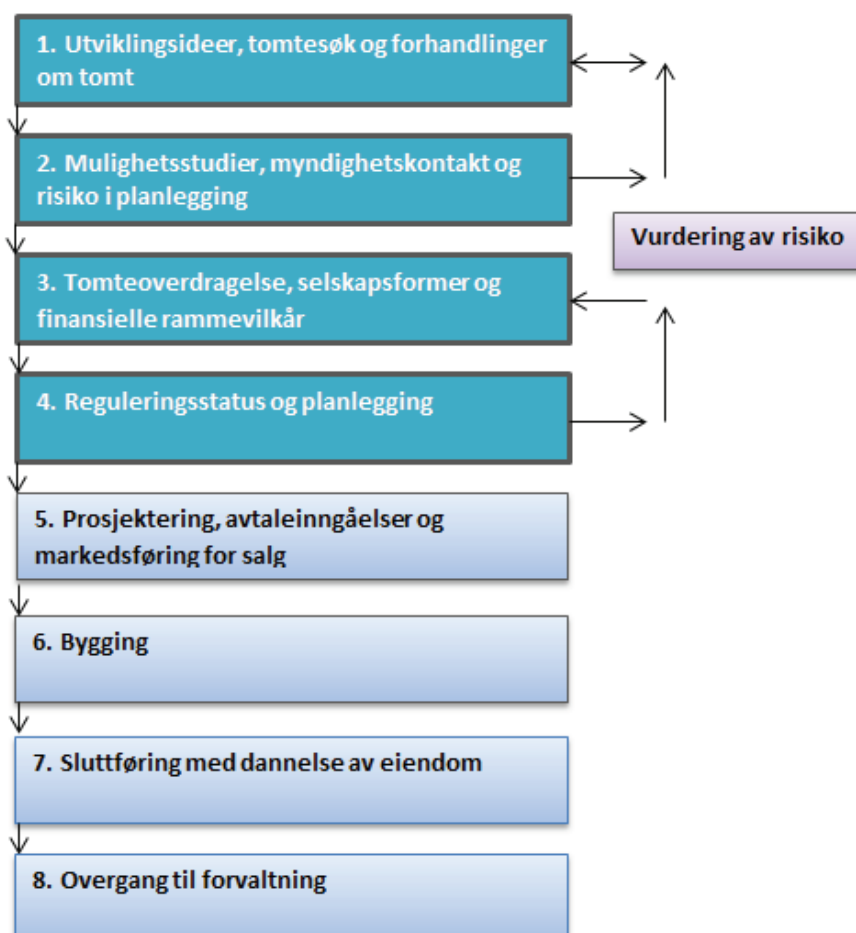 1. Utviklingsideer, tomtesøk og forhandlinger
om tomt
2. Mulighetsstudier, myndighetskontakt og
risiko i planlegging
Vurdering av risiko
3. Tomteoverdragelse, selskapsformer og
finansielle rammevilkår
4. Reguleringsstatus og planlegging
5. Prosjektering, avtaleinngåelser og
markedsføring for salg
6. Bygging
7. Sluttføring med dannelse av eiendom
8. Overgang til forvaltning